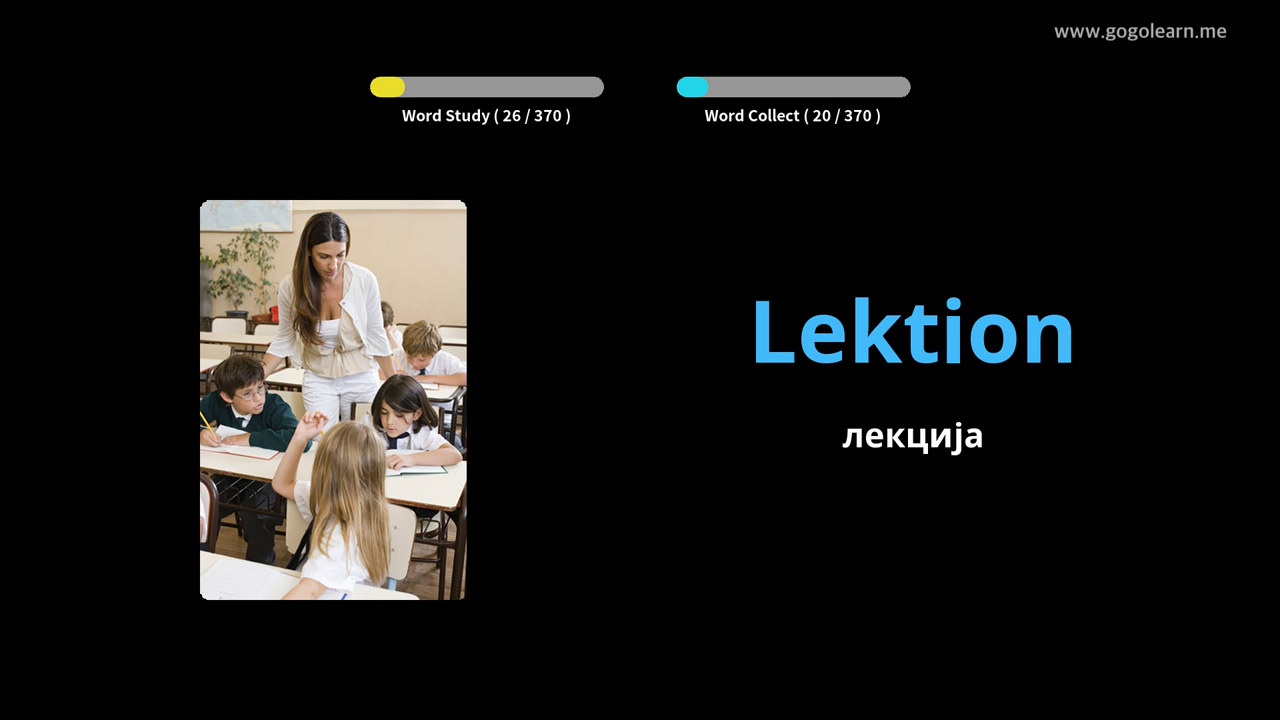 www.gogolearn.me
Word Study ( 26 / 370 )
Word Collect ( 20 / 370 )
Lektion
лекција